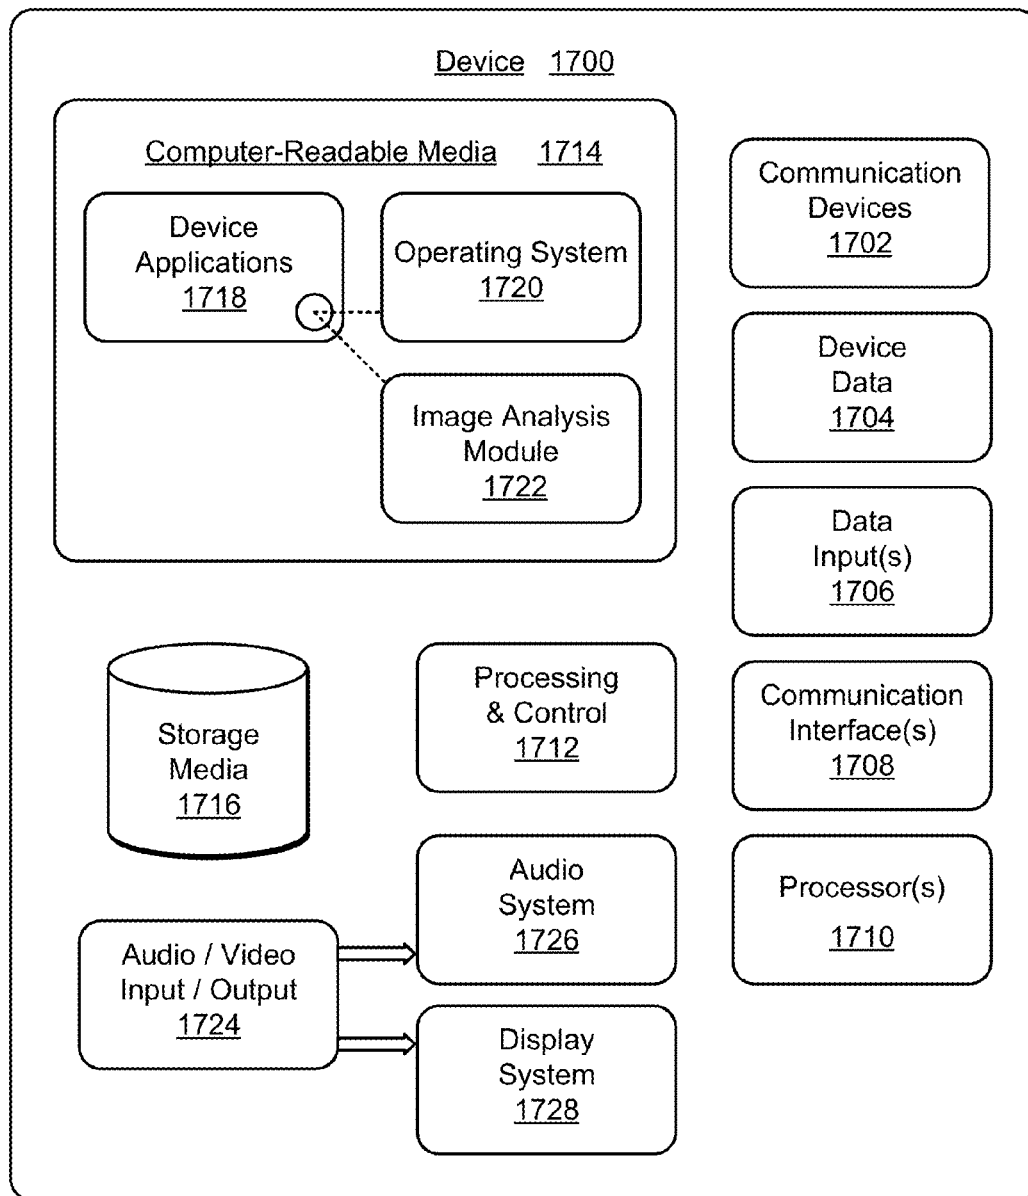 Device 1700
Computer-Readable Media 1714
Device
Applications
1718
Operating System
1720
Image Analysis
Module
1722
Communication
Devices
1702
Device
Data
1704
Data
Input(s)
1706
Communication
Interface(s)
1708
Processor(s)
1710
Storage
Media
1716
Processing
& Control
1712
Audio / Video
Input / Output
1724
Audio
System
1726
Display
System
1728